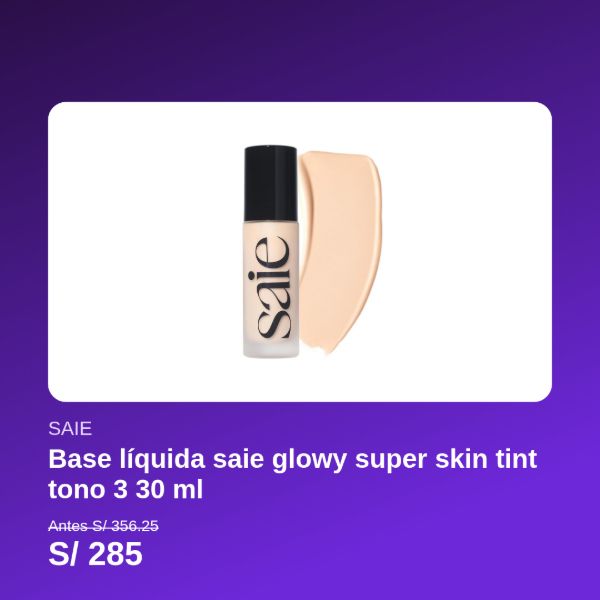 saie
SAIE
Base líquida saie glowy super skin tint
tono 3 30 ml
Antes S/ 356.25
S/ 285